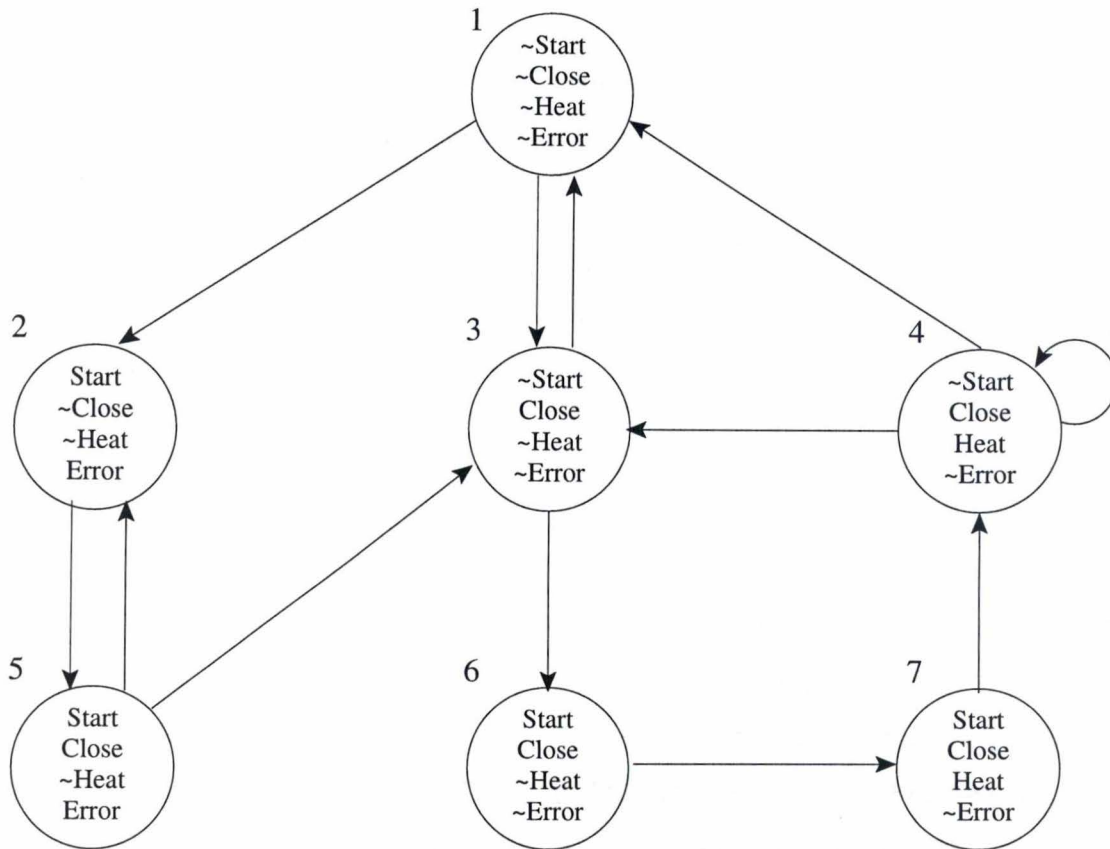 1
~Start
~Close
~Heat
~Error
2
Start
~Close
~Heat
Error
3
~Start
Close
~Heat
~Error
4
~Start
Close
Heat
~Error
5
Start
Close
~Heat
Error
6
Start
Close
~Heat
~Error
7
Start
Close
Heat
~Error